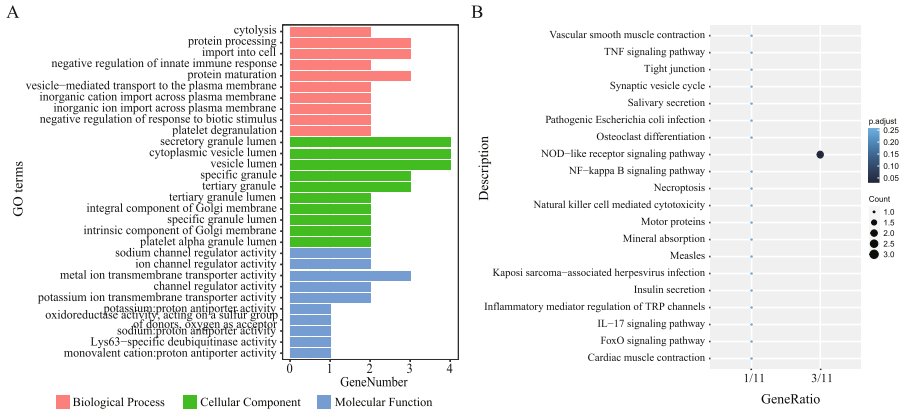 A
cytolysis
protein processing
import into cell
negative regulation of innate immune response
protein maturation
vesicle−mediated transport to the plasma membrane
inorganic cation import across plasma membrane
inorganic ion import across plasma membrane
negative regulation of response to biotic stimulus
platelet degranulation
secretory granule lumen
cytoplasmic vesicle lumen
vesicle lumen
specific granule
tertiary granule
tertiary granule lumen
integral component of Golgi membrane
specific granule lumen
intrinsic component of Golgi membrane
platelet alpha granule lumen
sodium channel regulator activity
ion channel regulator activity
metal ion transmembrane transporter activity
channel regulator activity
potassium ion transmembrane transporter activity
potassium:proton antiporter activity
oxidoreductase activity, acting on a sulfur group
of donors, oxygen as acceptor
sodium:proton antiporter activity
Lys63−specific deubiquitinase activity
monovalent cation:proton antiporter activity
GO terms
0 1 2 3 4
GeneNumber
Biological Process Cellular Component Molecular Function
B
Vascular smooth muscle contraction
TNF signaling pathway
Tight junction
Synaptic vesicle cycle
Salivary secretion
Pathogenic Escherichia coli infection
Osteoclast differentiation
NOD−like receptor signaling pathway
NF−kappa B signaling pathway
Necroptosis
Natural killer cell mediated cytotoxicity
Motor proteins
Mineral absorption
Measles
Kaposi sarcoma−associated herpesvirus infection
Insulin secretion
Inflammatory mediator regulation of TRP channels
IL−17 signaling pathway
FoxO signaling pathway
Cardiac muscle contraction
Description
1/11 3/11
GeneRatio
p.adjust
0.25
0.20
0.15
0.10
0.05
Count
1.0
1.5
2.0
2.5
3.0